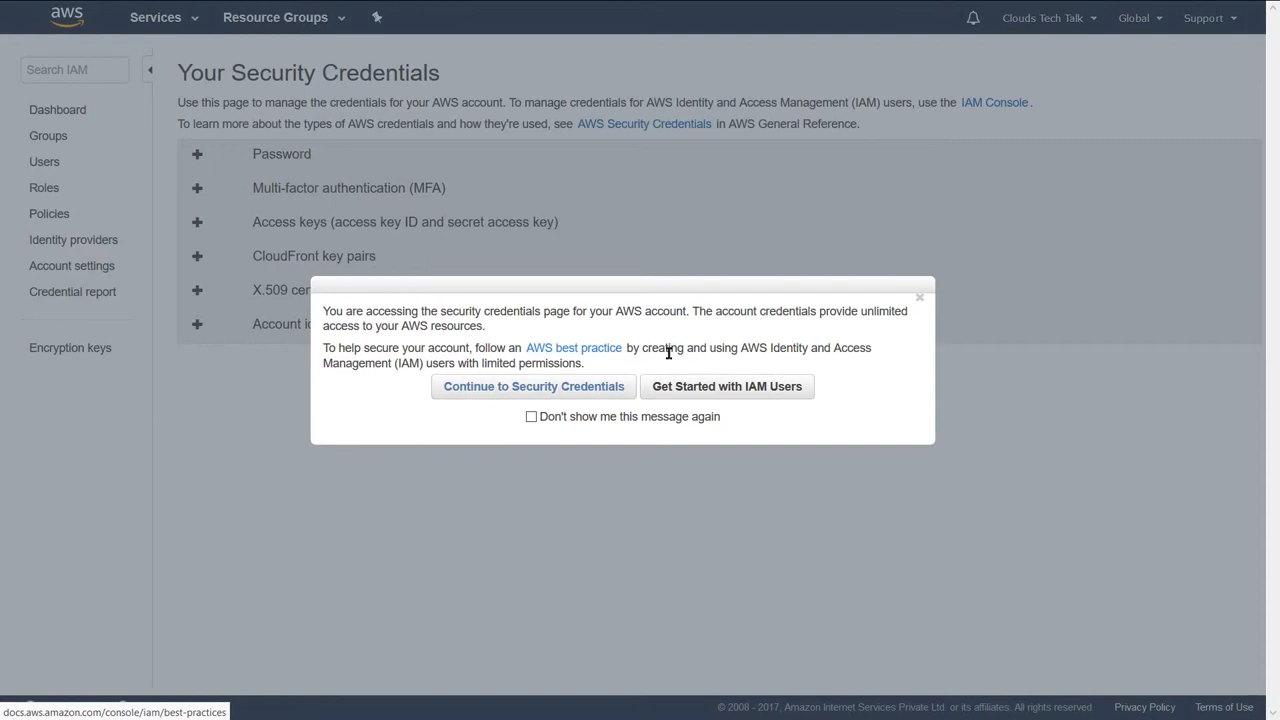 aws
Services
Resource Groups
Clouds Tech Talk
Global
Support
Search IAM
Dashboard
Groups
Users
Roles
Policies
Identity providers
Account settings
Credential report
Encryption keys
Your Security Credentials
Use this page to manage the credentials for your AWS account. To manage credentials for AWS Identity and Access Management (IAM) users, use the IAM Console.
To learn more about the types of AWS credentials and how they're used, see AWS Security Credentials in AWS General Reference.
Password
Multi-factor authentication (MFA)
Access keys (access key ID and secret access key)
CloudFront key pairs
X.509
Account
You are accessing the security credentials page for your AWS account. The account credentials provide unlimited
access to your AWS resources.
To help secure your account, follow an AWS best practice by creating and using AWS Identity and Access
Management (IAM) users with limited permissions.
Continue to Security Credentials
Get Started with IAM Users
Don't show me this message again
docs.aws.amazon.com/console/iam/best-practices
© 2008 - 2017, Amazon Internet Services Private Ltd. or its affiliates. All rights reserved.
Privacy Policy
Terms of Use